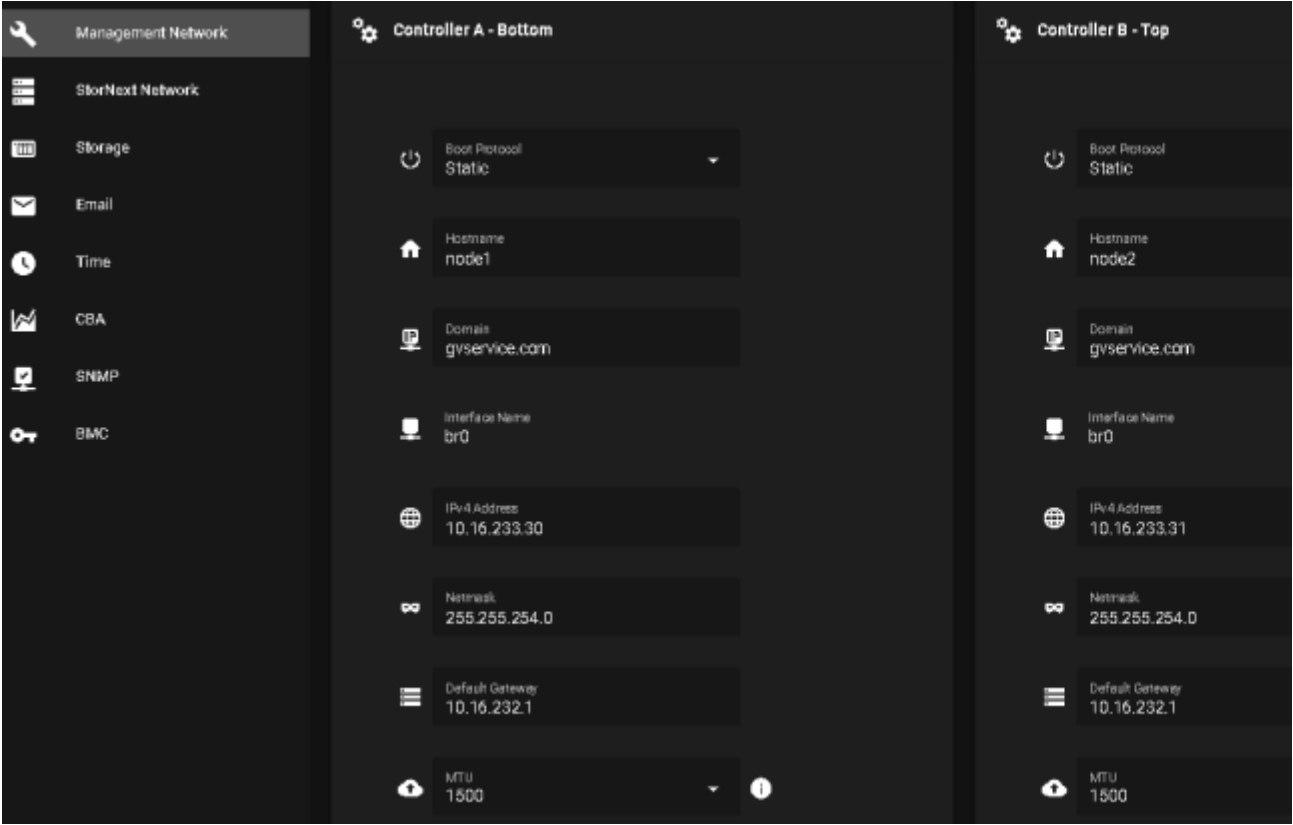 Management Network
StorNext Network
Storage
Email
Time
CBA
SNMP
BMC
Controller A - Bottom
Boot Protocol
Static
Hostname
node1
Domain
gvservice.com
Interface Name
br0
IPv4 Address
10.16.233.30
Netmask
255.255.254.0
Default Gateway
10.16.232.1
MTU
1500
Controller B - Top
Boot Protocol
Static
Hostname
node2
Domain
gvservice.com
Interface Name
br0
IPv4 Address
10.16.233.31
Netmask
255.255.254.0
Default Gateway
10.16.232.1
MTU
1500